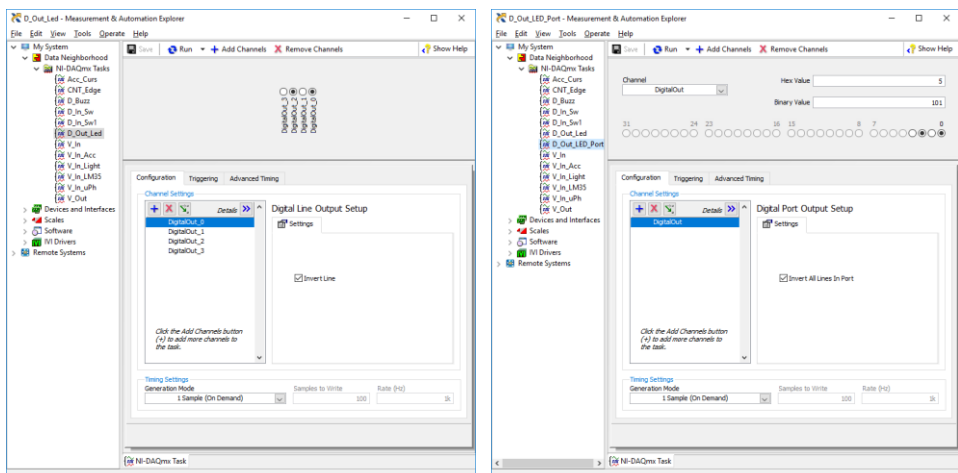 D_Out_Led - Measurement & Automation Explorer
File Edit View Tools Operate Help
My System
Data Neighborhood
NI-DAQmx Tasks
Acc_Curs
CNT_Edge
D_Buzz
D_In_Sw
D_In_Sw1
D_Out_Led
V_In
V_In_Acc
V_In_Light
V_In_LM35
V_In_uPh
V_Out
Devices and Interfaces
Scales
Software
IVI Drivers
Remote Systems
Save Run Add Channels Remove Channels Show Help
DigitalOut_3
DigitalOut_2
DigitalOut_1
DigitalOut_0
Configuration Triggering Advanced Timing
Channel Settings
Details
DigitalOut_0
DigitalOut_1
DigitalOut_2
DigitalOut_3
Click the Add Channels button
(+) to add more channels to
the task.
Digital Line Output Setup
Settings
Invert Line
Timing Settings
Generation Mode Samples to Write Rate (Hz)
1 Sample (On Demand) 100 1k
NI-DAQmx Task
D_Out_LED_Port - Measurement & Automation Explorer
File Edit View Tools Operate Help
My System
Data Neighborhood
NI-DAQmx Tasks
Acc_Curs
CNT_Edge
D_Buzz
D_In_Sw
D_In_Sw1
D_Out_Led
D_Out_LED_Port
V_In
V_In_Acc
V_In_Light
V_In_LM35
V_In_uPh
V_Out
Devices and Interfaces
Scales
Software
IVI Drivers
Remote Systems
Save Run Add Channels Remove Channels Show Help
Channel Hex Value 5
DigitalOut
Binary Value 101
31 24 23 16 15 8 7 0
Configuration Triggering Advanced Timing
Channel Settings
Details
DigitalOut
Click the Add Channels button
(+) to add more channels to
the task.
Digital Port Output Setup
Settings
Invert All Lines In Port
Timing Settings
Generation Mode Samples to Write Rate (Hz)
1 Sample (On Demand) 100 1k
NI-DAQmx Task